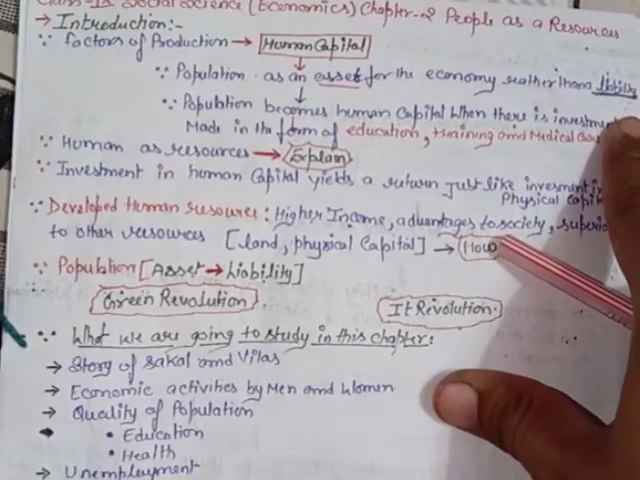 Social Science (Economics) Chapter-2 People as a Resources
→ Introduction:-
∵ factors of Production → Human Capital
∵ Population as an asset for the economy rather than a liability
∵ Population becomes human Capital When there is investment
Made in the form of education, training and Medical
∵ Human as resources → Explain
∵ Investment in human Capital yields a return just like invesment in
Physical Capit
∵ Developed Human resource: Higher Income, advantages to society, superio
to other resources [land, physical Capital] → How
∵ Population [Asset → Liability]
Green Revolution It Revolution.
∵ What we are going to study in this chapter:
→ Story of Sakal and Vilas
→ Economic activities by Men and Women
→ Quality of Population
• Education
• Health
→ Unemployment